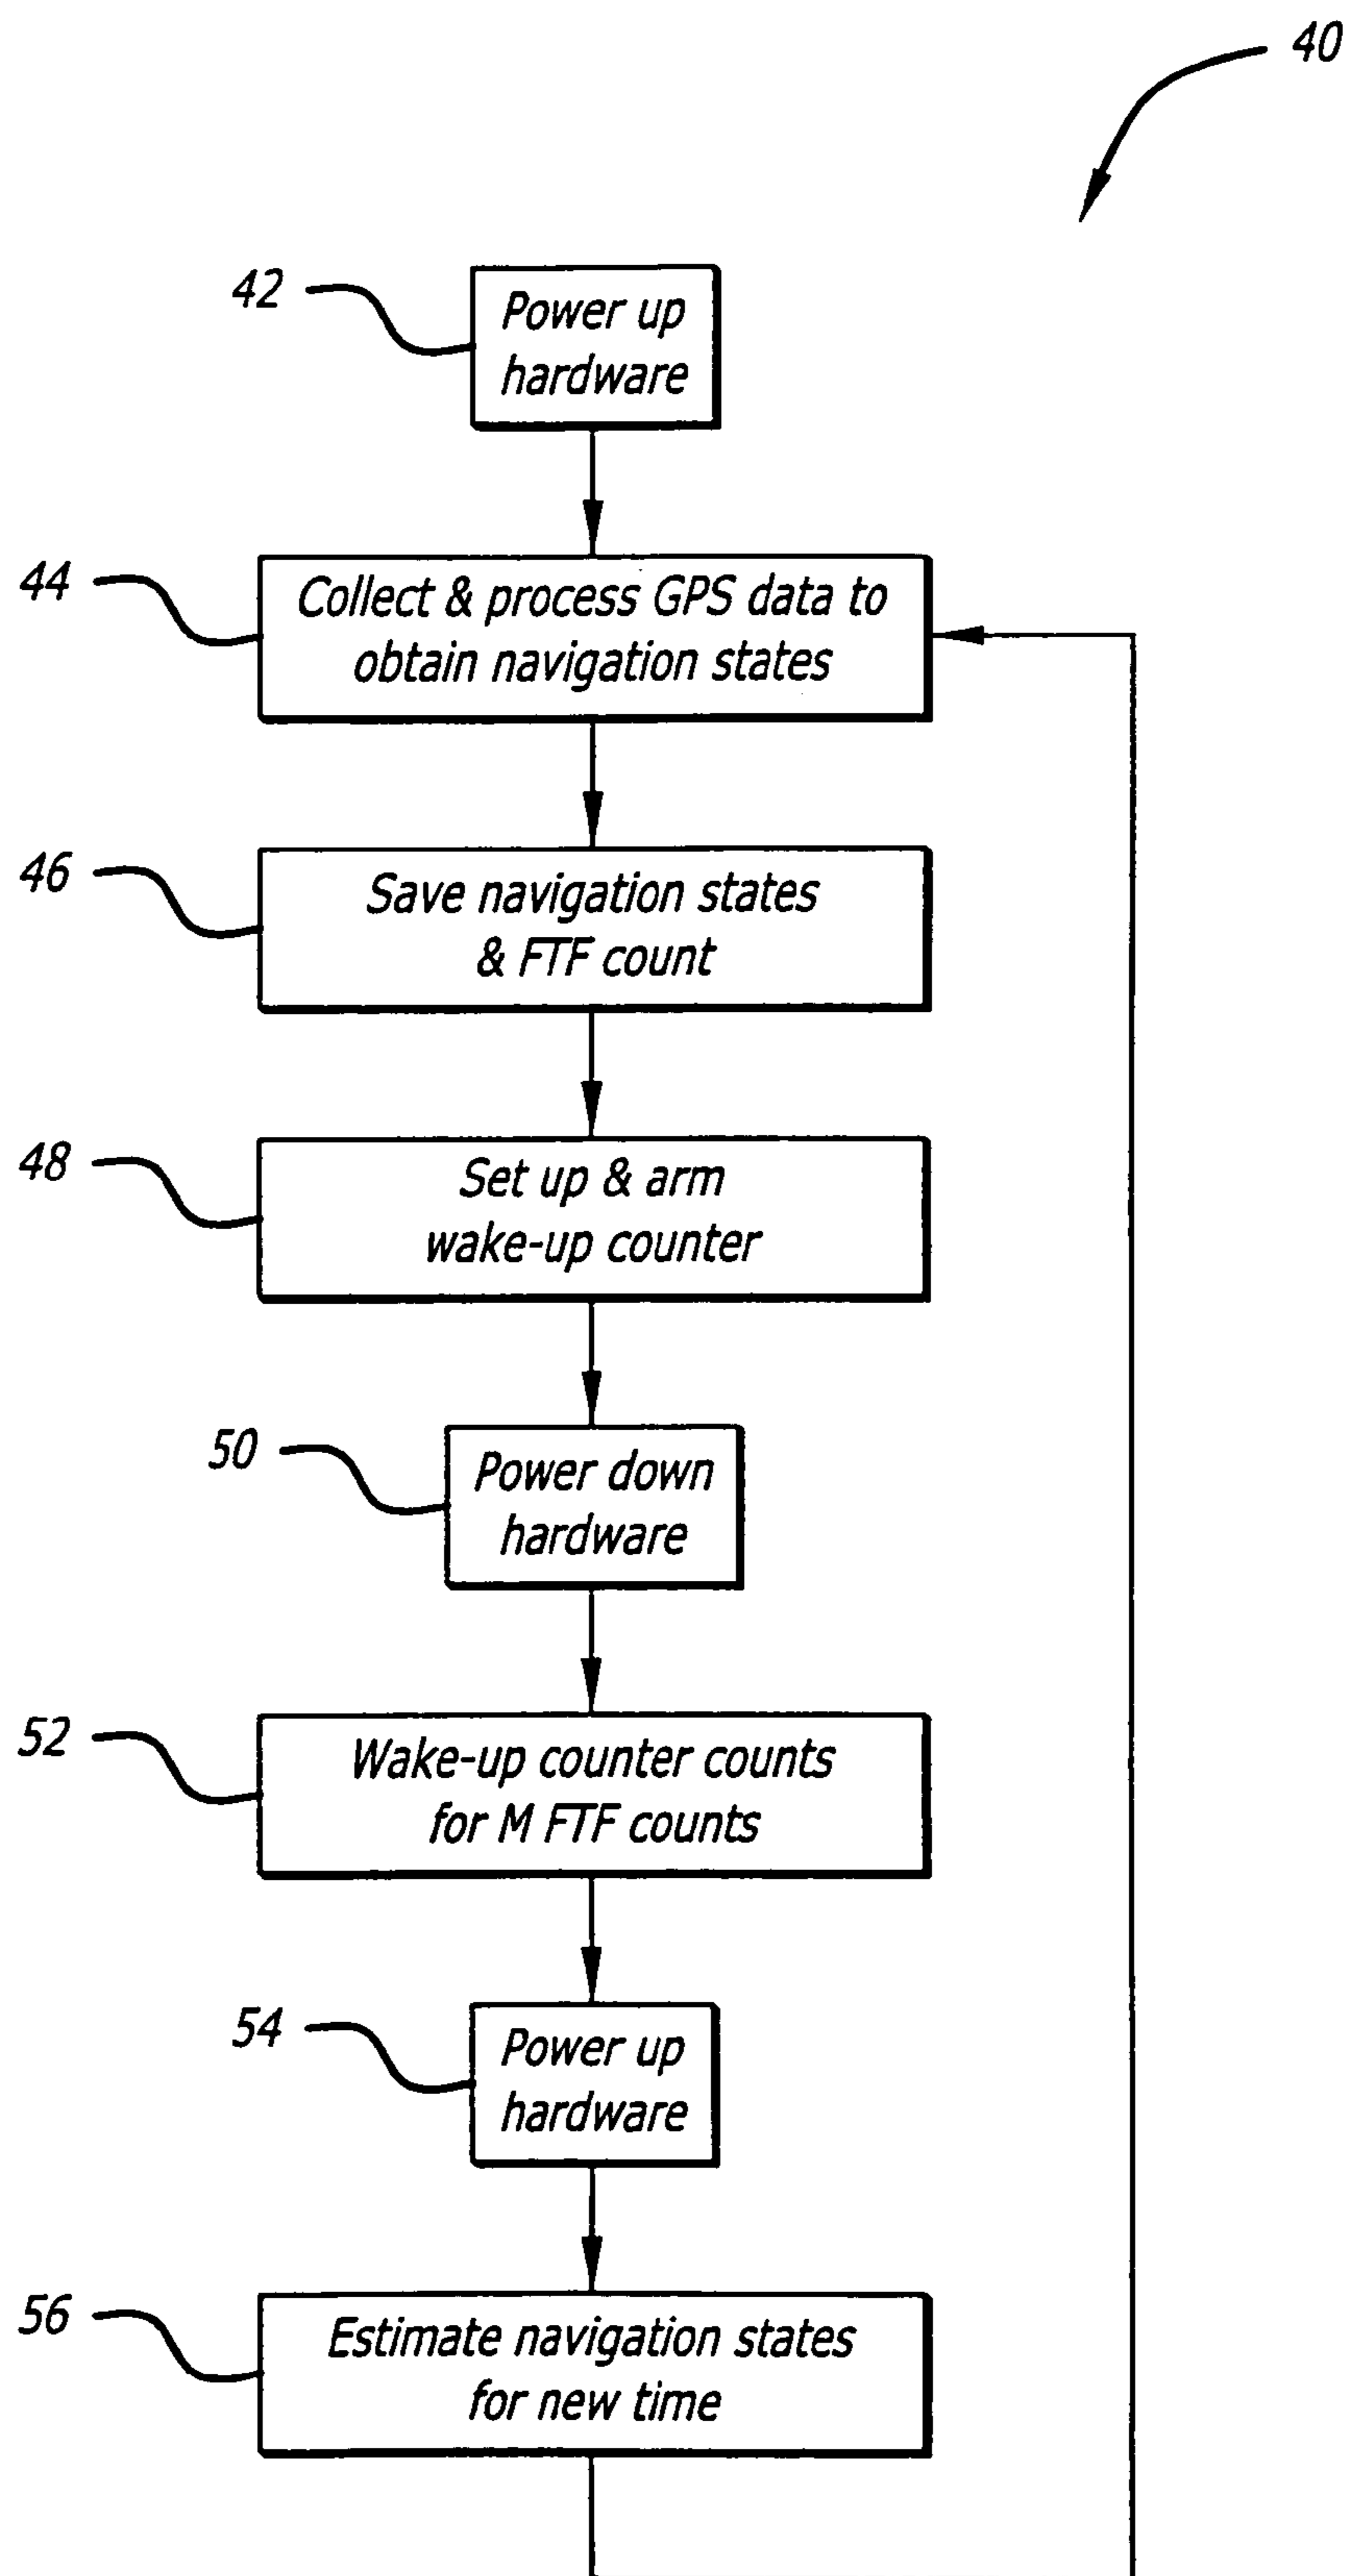 40
42
Power up
hardware
44
Collect & process GPS data to
obtain navigation states
46
Save navigation states
& FTF count
48
Set up & arm
wake-up counter
50
Power down
hardware
52
Wake-up counter counts
for M FTF counts
54
Power up
hardware
56
Estimate navigation states
for new time